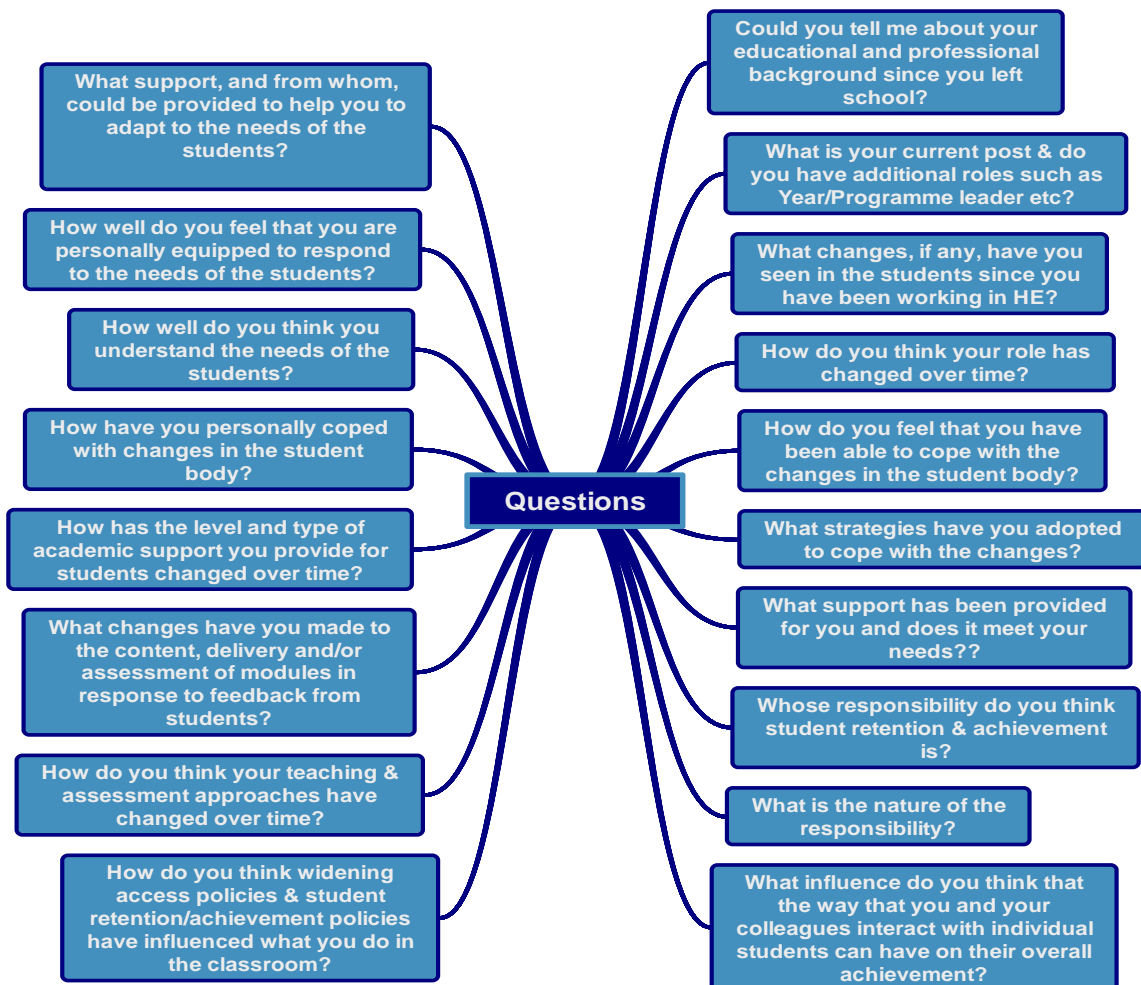 Questions
Could you tell me about your
educational and professional
background since you left
school?
What is your current post & do
you have additional roles such as
Year/Programme leader etc?
What changes, if any, have you
seen in the students since you
have been working in HE?
How do you think your role has
changed over time?
How do you feel that you have
been able to cope with the
changes in the student body?
What strategies have you adopted
to cope with the changes?
What support has been provided
for you and does it meet your
needs??
Whose responsibility do you think
student retention & achievement
is?
What is the nature of the
responsibility?
What influence do you think that
the way that you and your
colleagues interact with individual
students can have on their overall
achievement?
What support, and from whom,
could be provided to help you to
adapt to the needs of the
students?
How well do you feel that you are
personally equipped to respond
to the needs of the students?
How well do you think you
understand the needs of the
students?
How have you personally coped
with changes in the student
body?
How has the level and type of
academic support you provide for
students changed over time?
What changes have you made to
the content, delivery and/or
assessment of modules in
response to feedback from
students?
How do you think your teaching &
assessment approaches have
changed over time?
How do you think widening
access policies & student
retention/achievement policies
have influenced what you do in
the classroom?